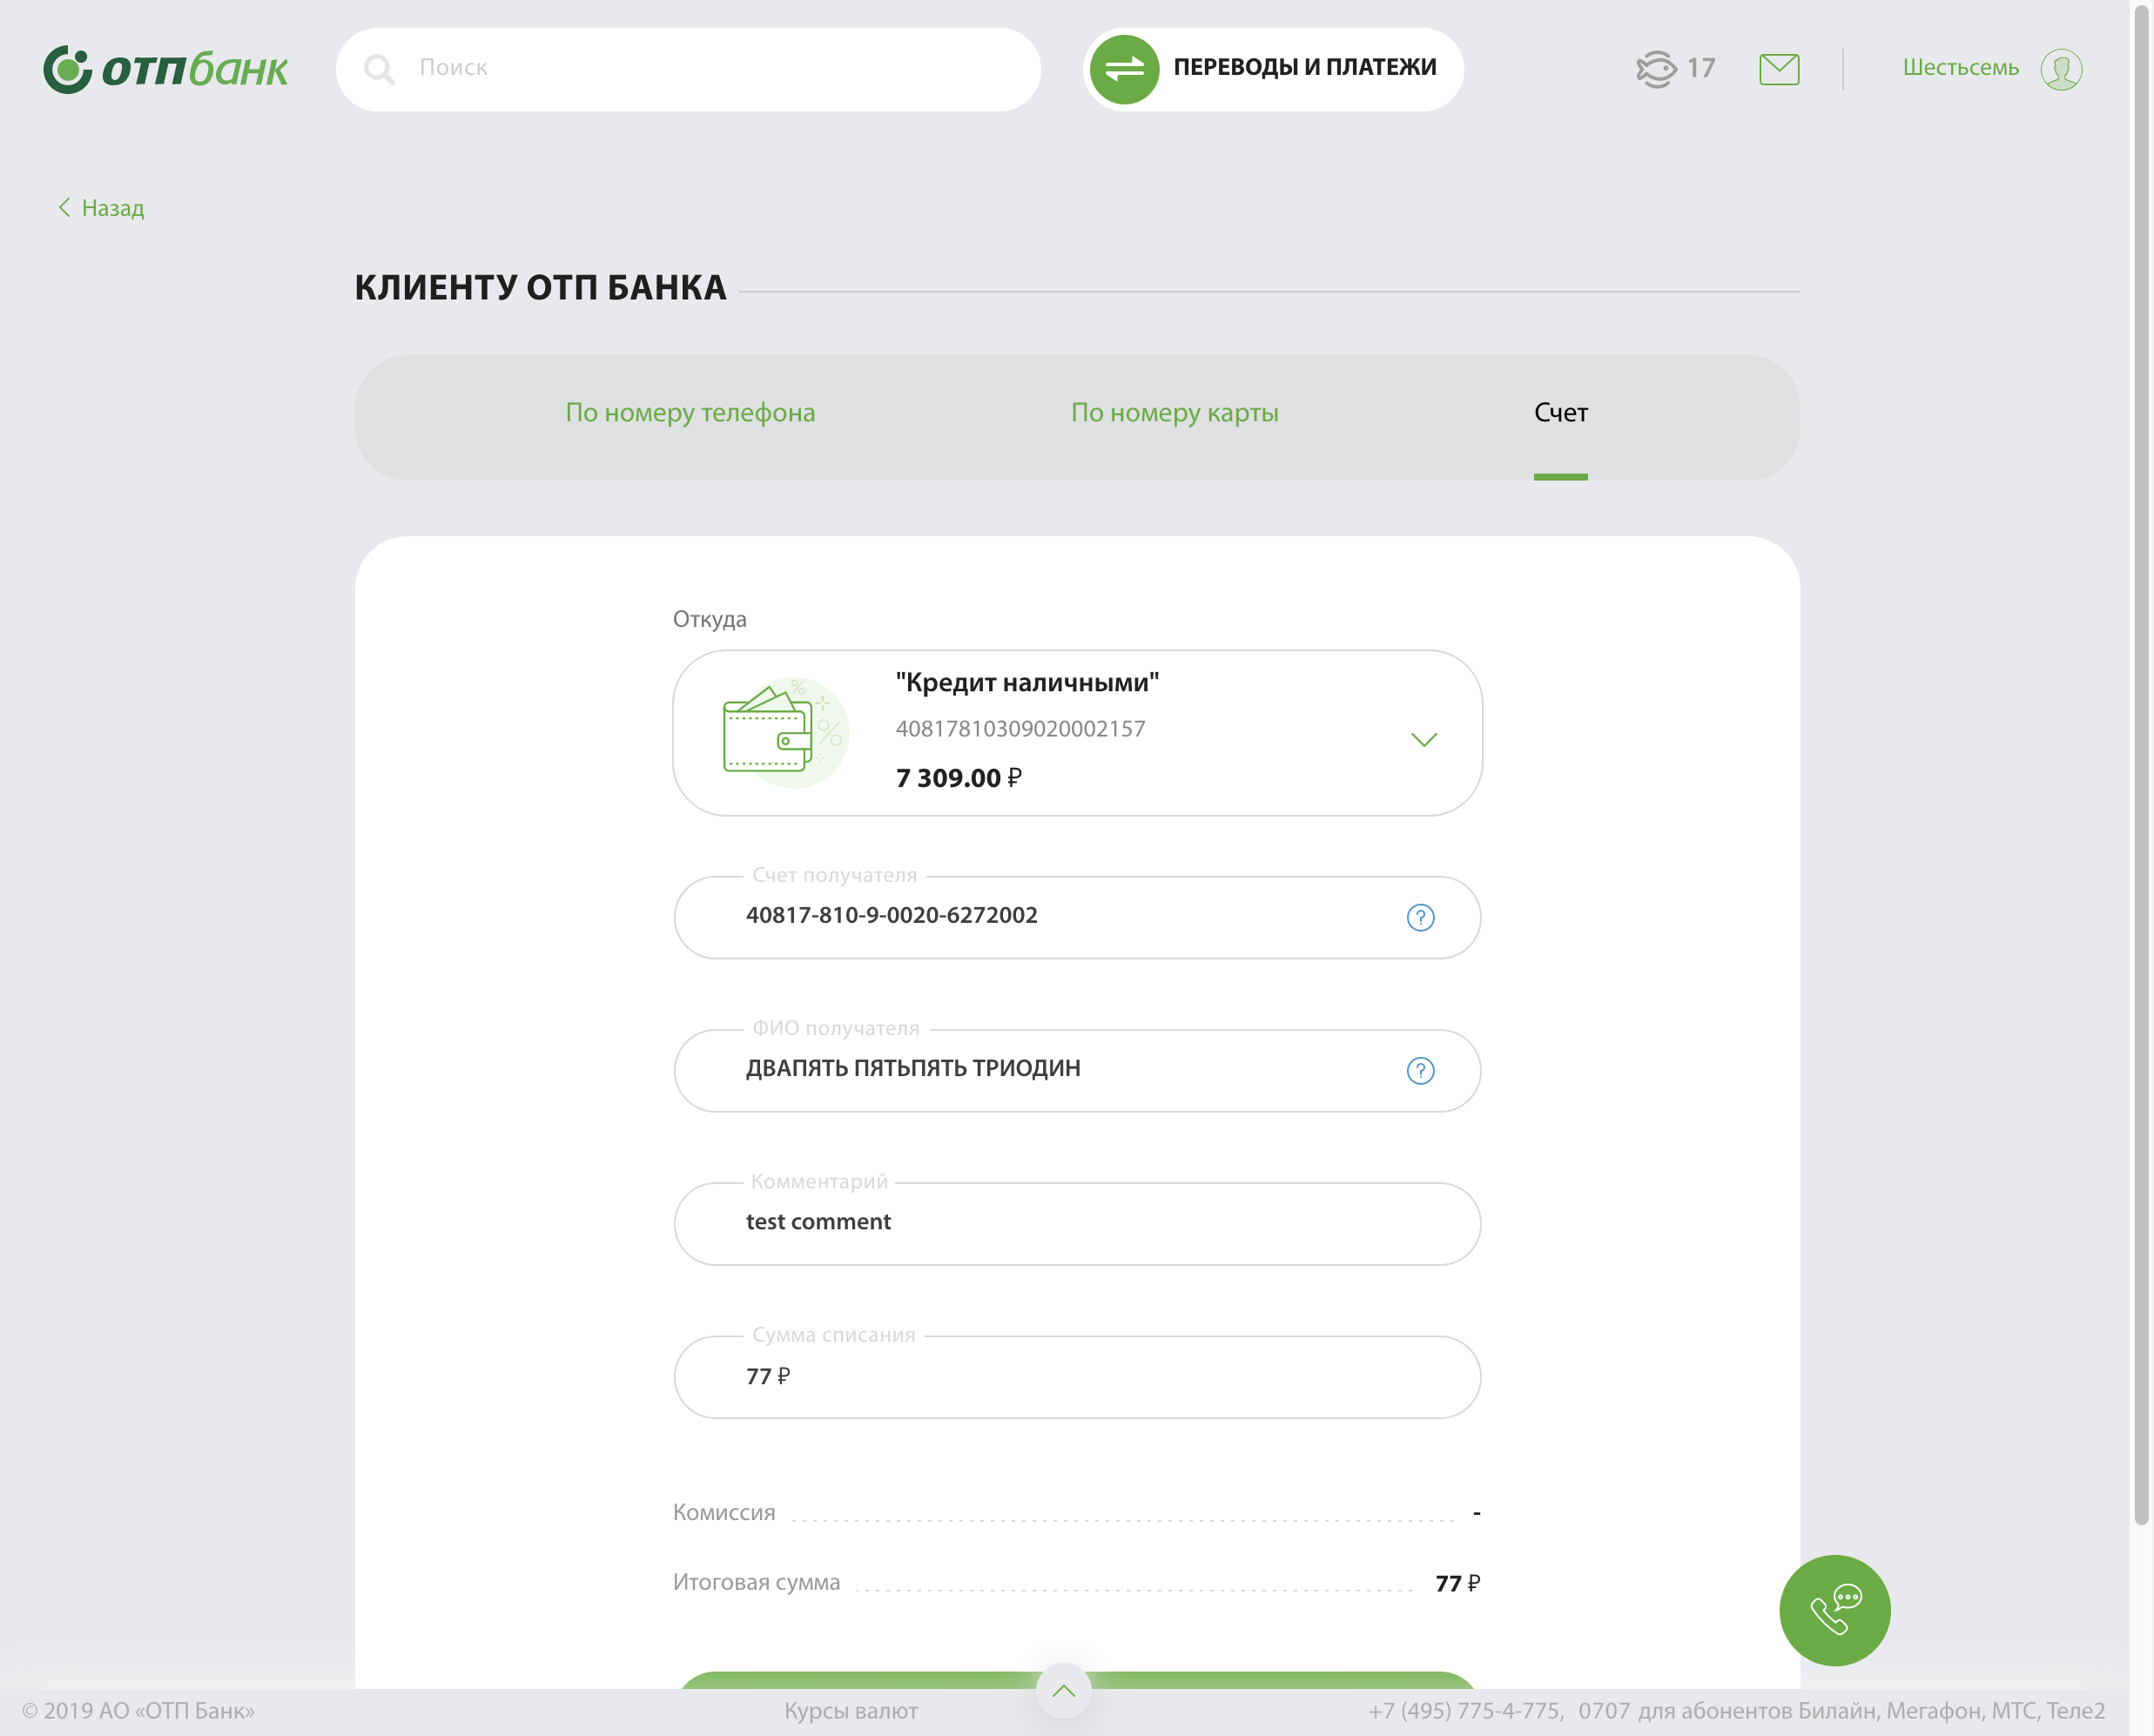 отпбанк
Поиск
ПЕРЕВОДЫ И ПЛАТЕЖИ
17
Шестьсемь
Назад
КЛИЕНТУ ОТП БАНКА
По номеру телефона
По номеру карты
Счет
Откуда
"Кредит наличными"
40817810309020002157
7 309.00 ₽
Счет получателя
40817-810-9-0020-6272002
?
ФИО получателя
ДВАПЯТЬ ПЯТЬПЯТЬ ТРИОДИН
?
Комментарий
test comment
Сумма списания
77 ₽
Комиссия -
Итоговая сумма 77 ₽
© 2019 АО «ОТП Банк»
Курсы валют
+7 (495) 775-4-775, 0707 для абонентов Билайн, Мегафон, МТС, Теле2